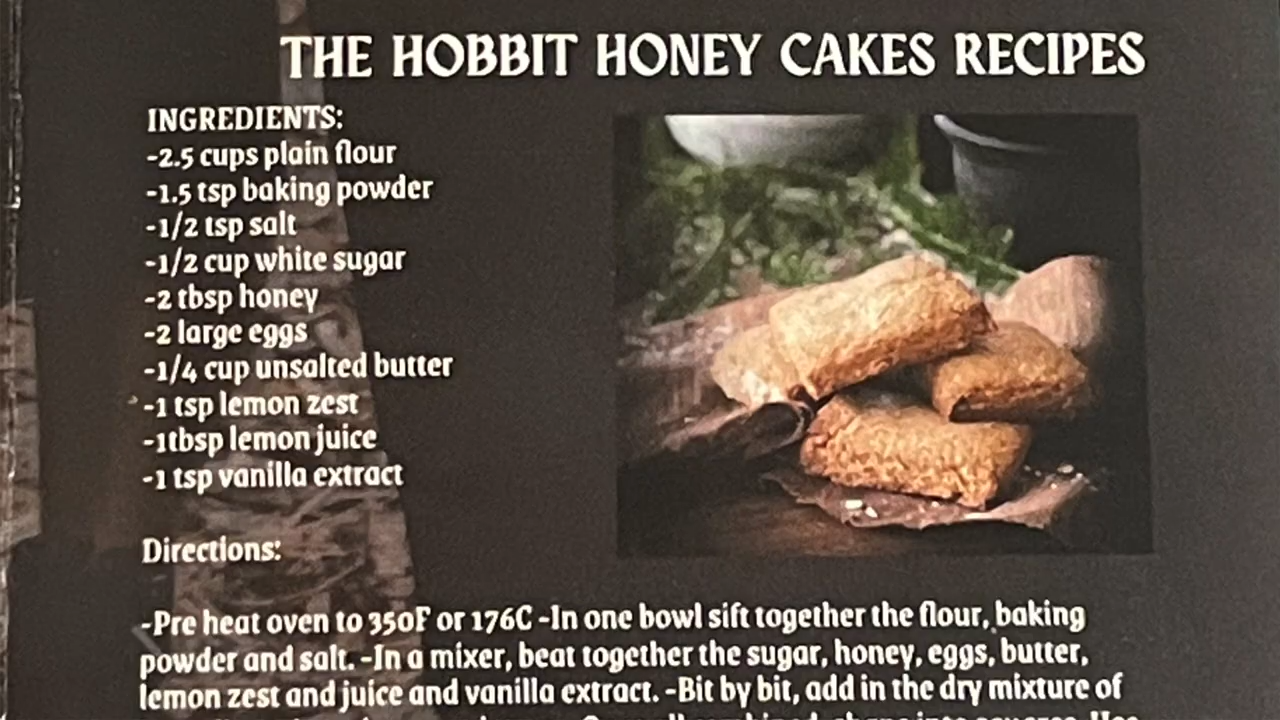 THE HOBBIT HONEY CAKES RECIPES
INGREDIENTS:
-2.5 cups plain flour
-1.5 tsp baking powder
-1/2 tsp salt
-1/2 cup white sugar
-2 tbsp honey
-2 large eggs
-1/4 cup unsalted butter
-1 tsp lemon zest
-1tbsp lemon juice
-1 tsp vanilla extract
Directions:
-Pre heat oven to 350F or 176C -In one bowl sift together the flour, baking
powder and salt. -In a mixer, beat together the sugar, honey, eggs, butter,
lemon zest and juice and vanilla extract. -Bit by bit, add in the dry mixture of